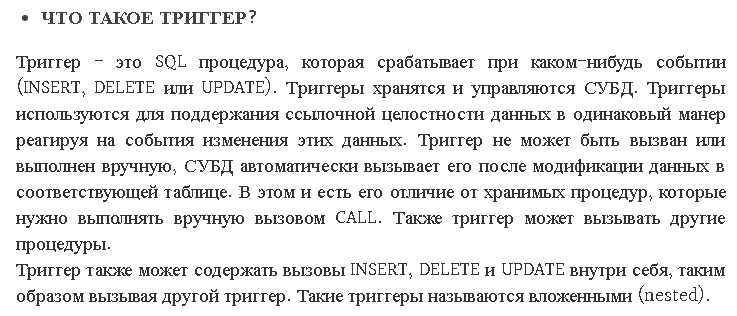 • ЧТО ТАКОЕ ТРИГГЕР?
Триггер – это SQL процедура, которая срабатывает при каком-нибудь событии
(INSERT, DELETE или UPDATE). Триггеры хранятся и управляются СУБД. Триггеры
используются для поддержания ссылочной целостности данных в одинаковый манер
реагируя на события изменения этих данных. Триггер не может быть вызван или
выполнен вручную, СУБД автоматически вызывает его после модификации данных в
соответствующей таблице. В этом и есть его отличие от хранимых процедур, которые
нужно выполнять вручную вызовом CALL. Также триггер может вызывать другие
процедуры.
Триггер также может содержать вызовы INSERT, DELETE и UPDATE внутри себя, таким
образом вызывая другой триггер. Такие триггеры называются вложенными (nested).